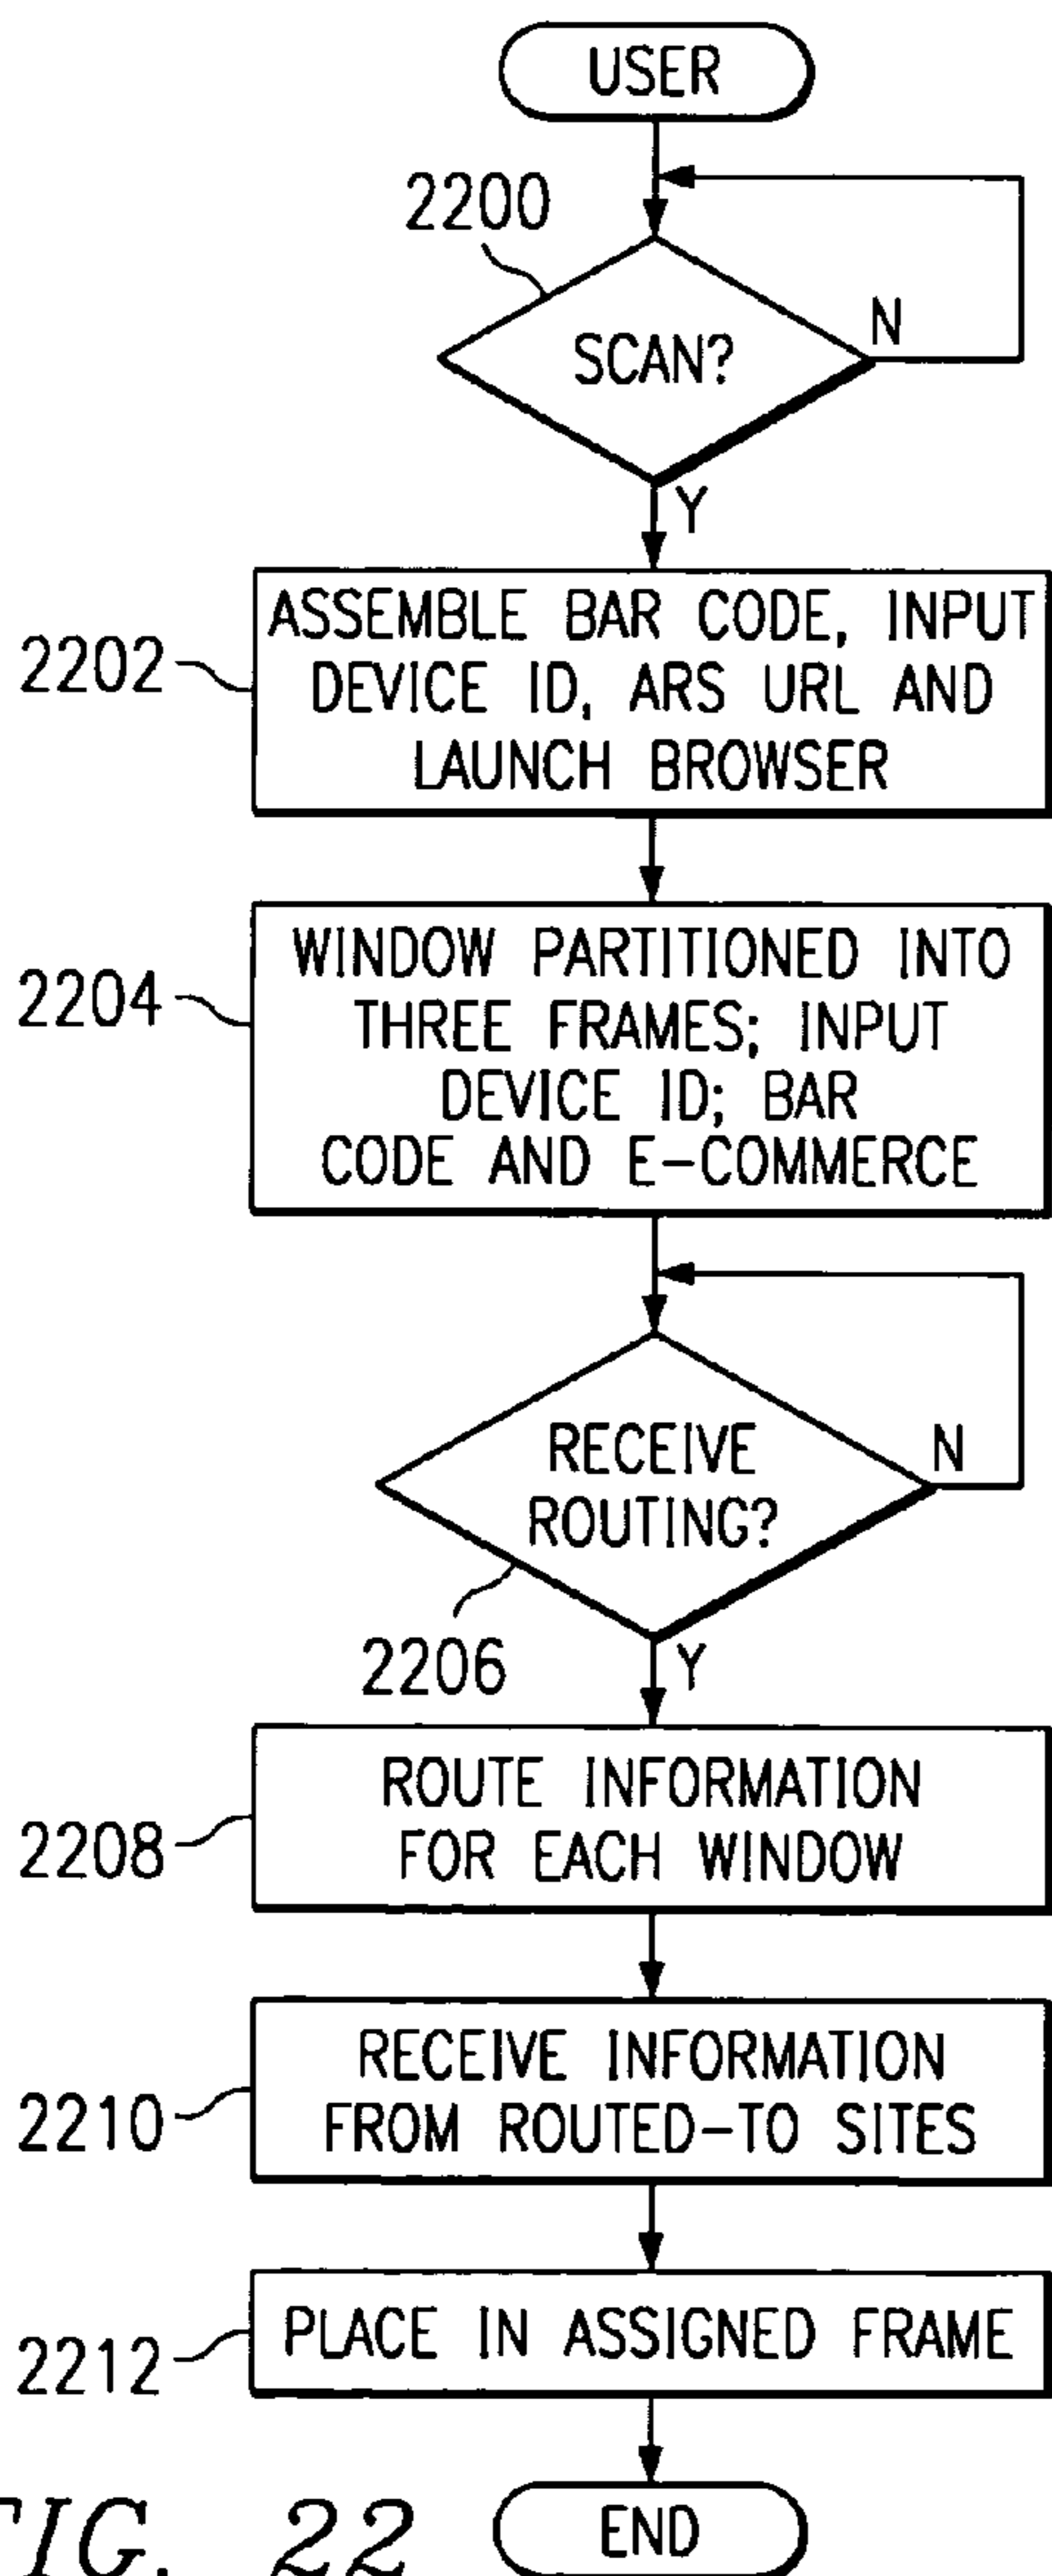 USER
2200
SCAN?
N
Y
2202
ASSEMBLE BAR CODE, INPUT
DEVICE ID, ARS URL AND
LAUNCH BROWSER
2204
WINDOW PARTITIONED INTO
THREE FRAMES; INPUT
DEVICE ID; BAR
CODE AND E-COMMERCE
RECEIVE
ROUTING?
N
2206
Y
2208
ROUTE INFORMATION
FOR EACH WINDOW
2210
RECEIVE INFORMATION
FROM ROUTED-TO SITES
2212
PLACE IN ASSIGNED FRAME
FIG. 22
END